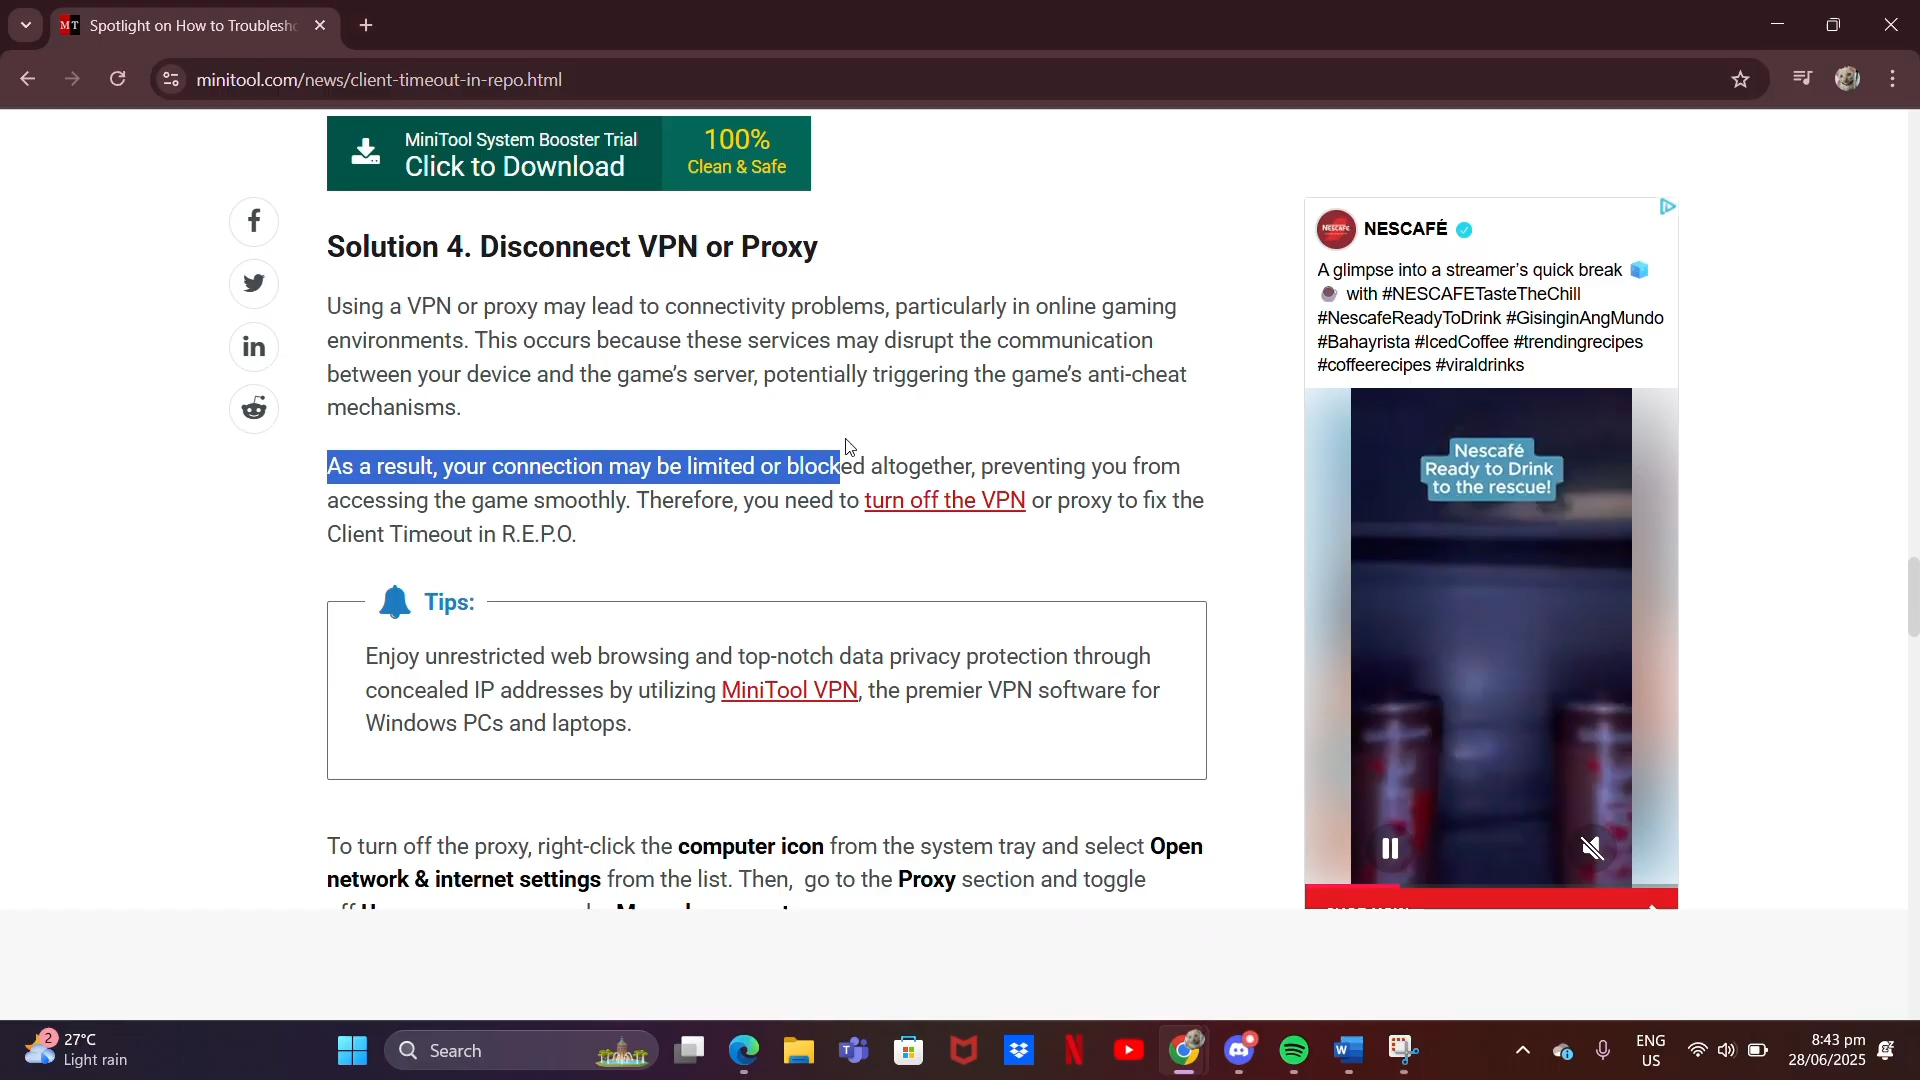 MT Spotlight on How to Troublesh
minitool.com/news/client-timeout-in-repo.html
MiniTool System Booster Trial
Click to Download
100%
Clean & Safe
Solution 4. Disconnect VPN or Proxy
Using a VPN or proxy may lead to connectivity problems, particularly in online gaming
environments. This occurs because these services may disrupt the communication
between your device and the game's server, potentially triggering the game's anti-cheat
mechanisms.
As a result, your connection may be limited or blocked altogether, preventing you from
accessing the game smoothly. Therefore, you need to turn off the VPN or proxy to fix the
Client Timeout in R.E.P.O.
Tips:
Enjoy unrestricted web browsing and top-notch data privacy protection through
concealed IP addresses by utilizing MiniTool VPN, the premier VPN software for
Windows PCs and laptops.
To turn off the proxy, right-click the computer icon from the system tray and select Open
network & internet settings from the list. Then, go to the Proxy section and toggle
NESCAFÉ
NESCAFÉ
A glimpse into a streamer's quick break
with #NESCAFETasteTheChill
#NescafeReadyToDrink #GisinginAngMundo
#Bahayrista #IcedCoffee #trendingrecipes
#coffeerecipes #viraldrinks
Nescafé
Ready to Drink
to the rescue!
2
27°C
Light rain
Search
ENG
US
8:43 pm
28/06/2025